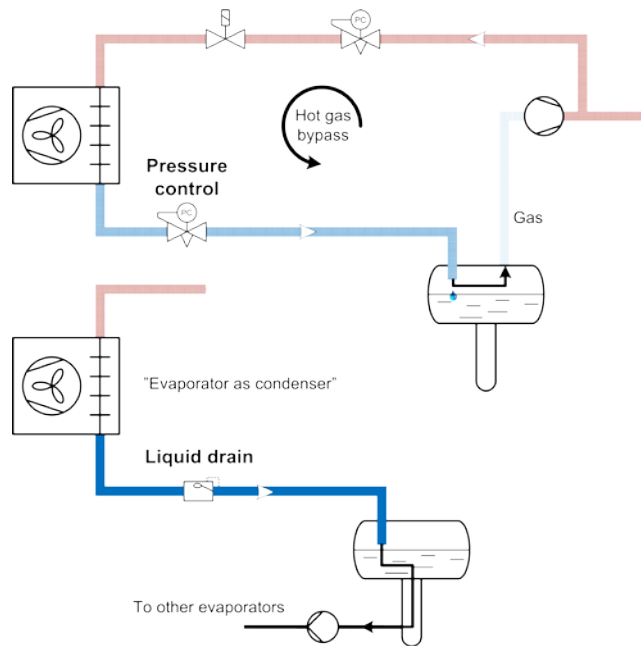 PC
Hot gas
bypass
Pressure
control
PC
Gas
"Evaporator as condenser"
Liquid drain
To other evaporators